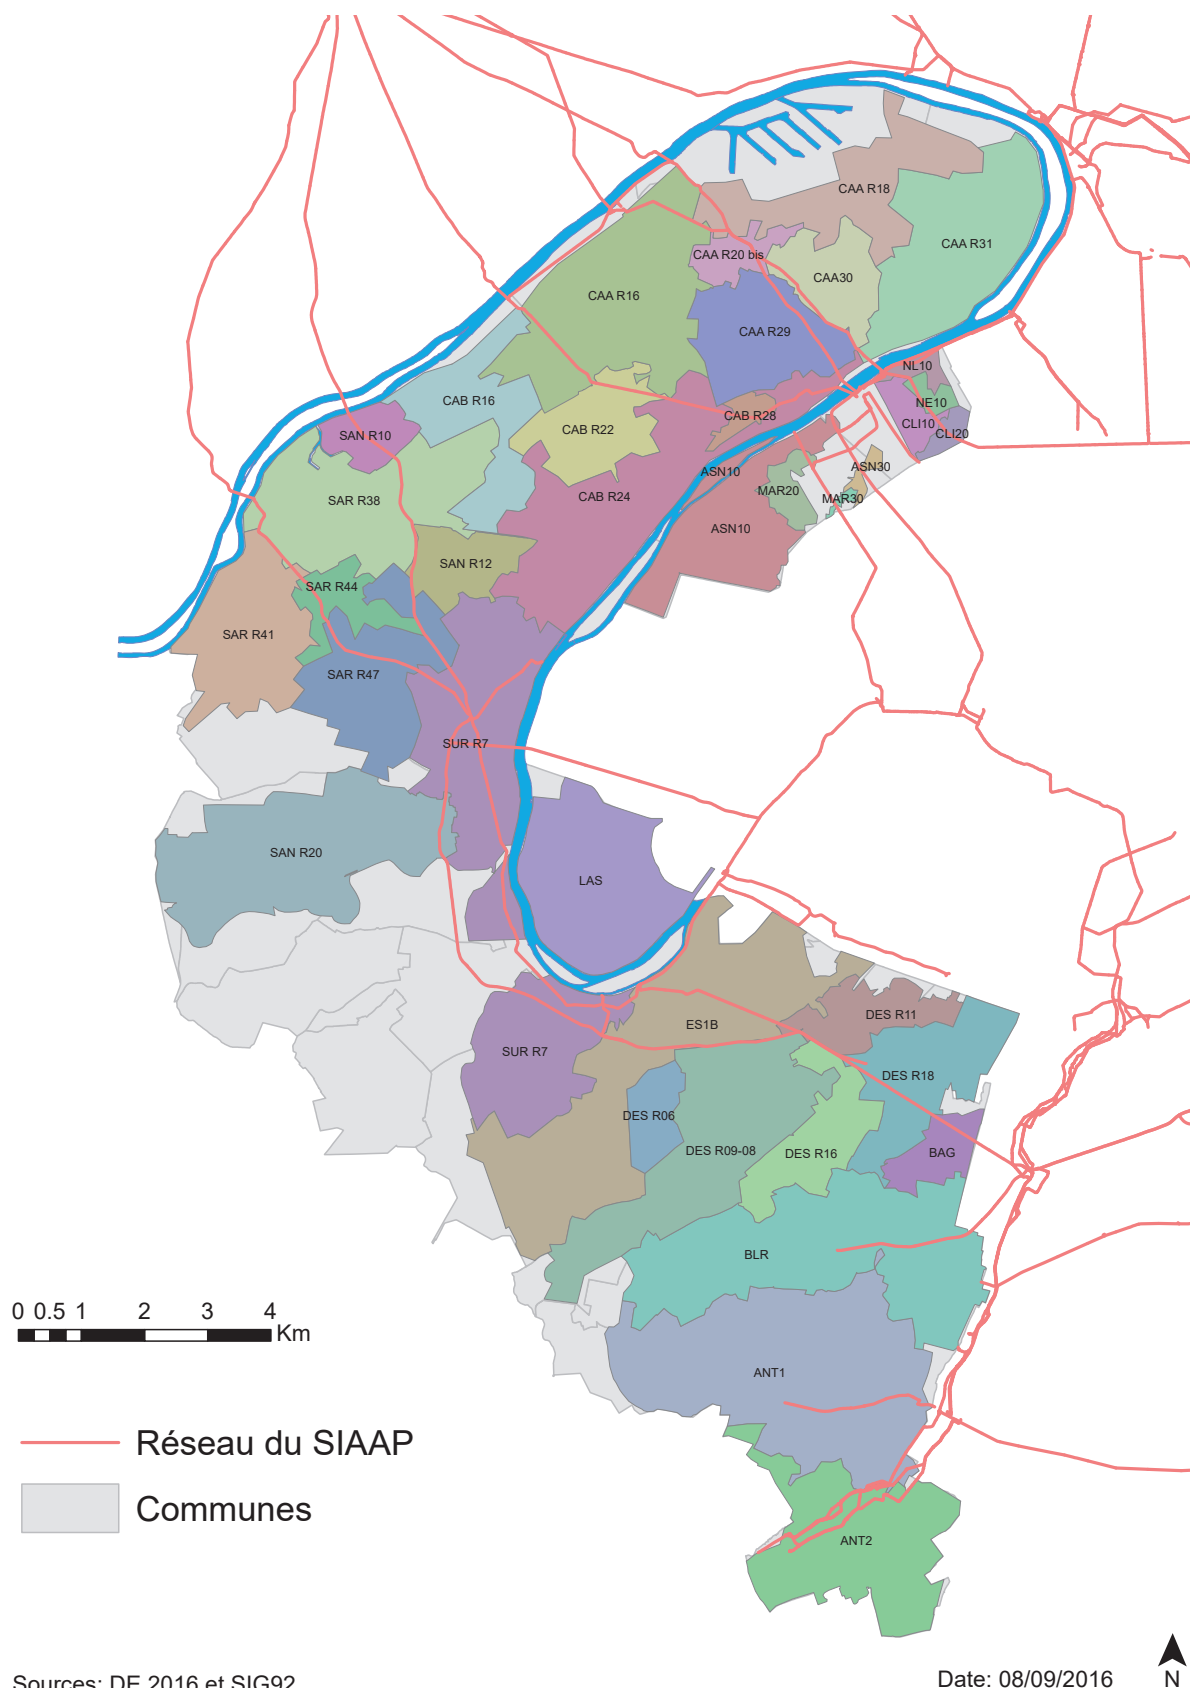 CAA R18
CAA R31
CAA R20 bis
CAA30
CAA R16
CAA R29
NL10
NE10
CAB R16
CAB R28
CLI10
CLI20
SAN R10
CAB R22
ASN10
ASN30
MAR20
CAB R24
MAR30
SAR R38
ASN10
SAN R12
SAR R44
SAR R41
SAR R47
SUR R7
SAN R20
LAS
ES1B
DES R11
SUR R7
DES R18
DES R06
DES R09-08
DES R16
BAG
BLR
0 0.5 1 2 3 4
Km
ANT1
Réseau du SIAAP
Communes
ANT2
Sources: DE 2016 et SIG92
Date: 08/09/2016
N